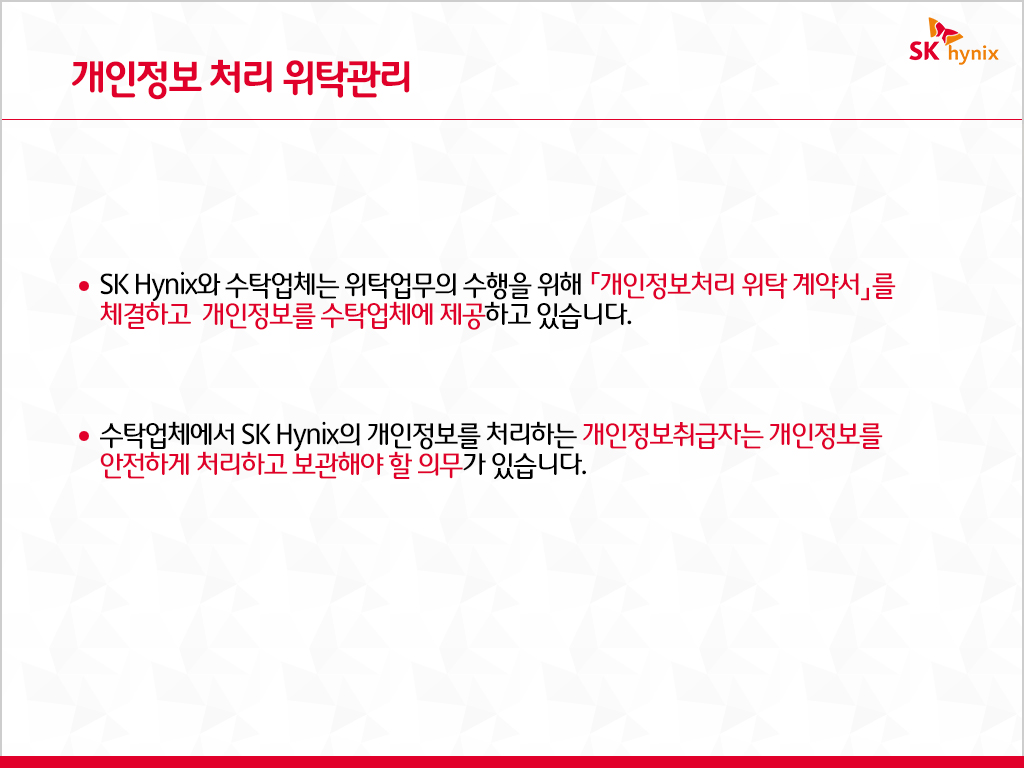 개인정보 처리 위탁관리
SK hynix
• SK Hynix와 수탁업체는 위탁업무의 수행을 위해 「개인정보처리 위탁 계약서」를
체결하고 개인정보를 수탁업체에 제공하고 있습니다.
• 수탁업체에서 SK Hynix의 개인정보를 처리하는 개인정보취급자는 개인정보를
안전하게 처리하고 보관해야 할 의무가 있습니다.